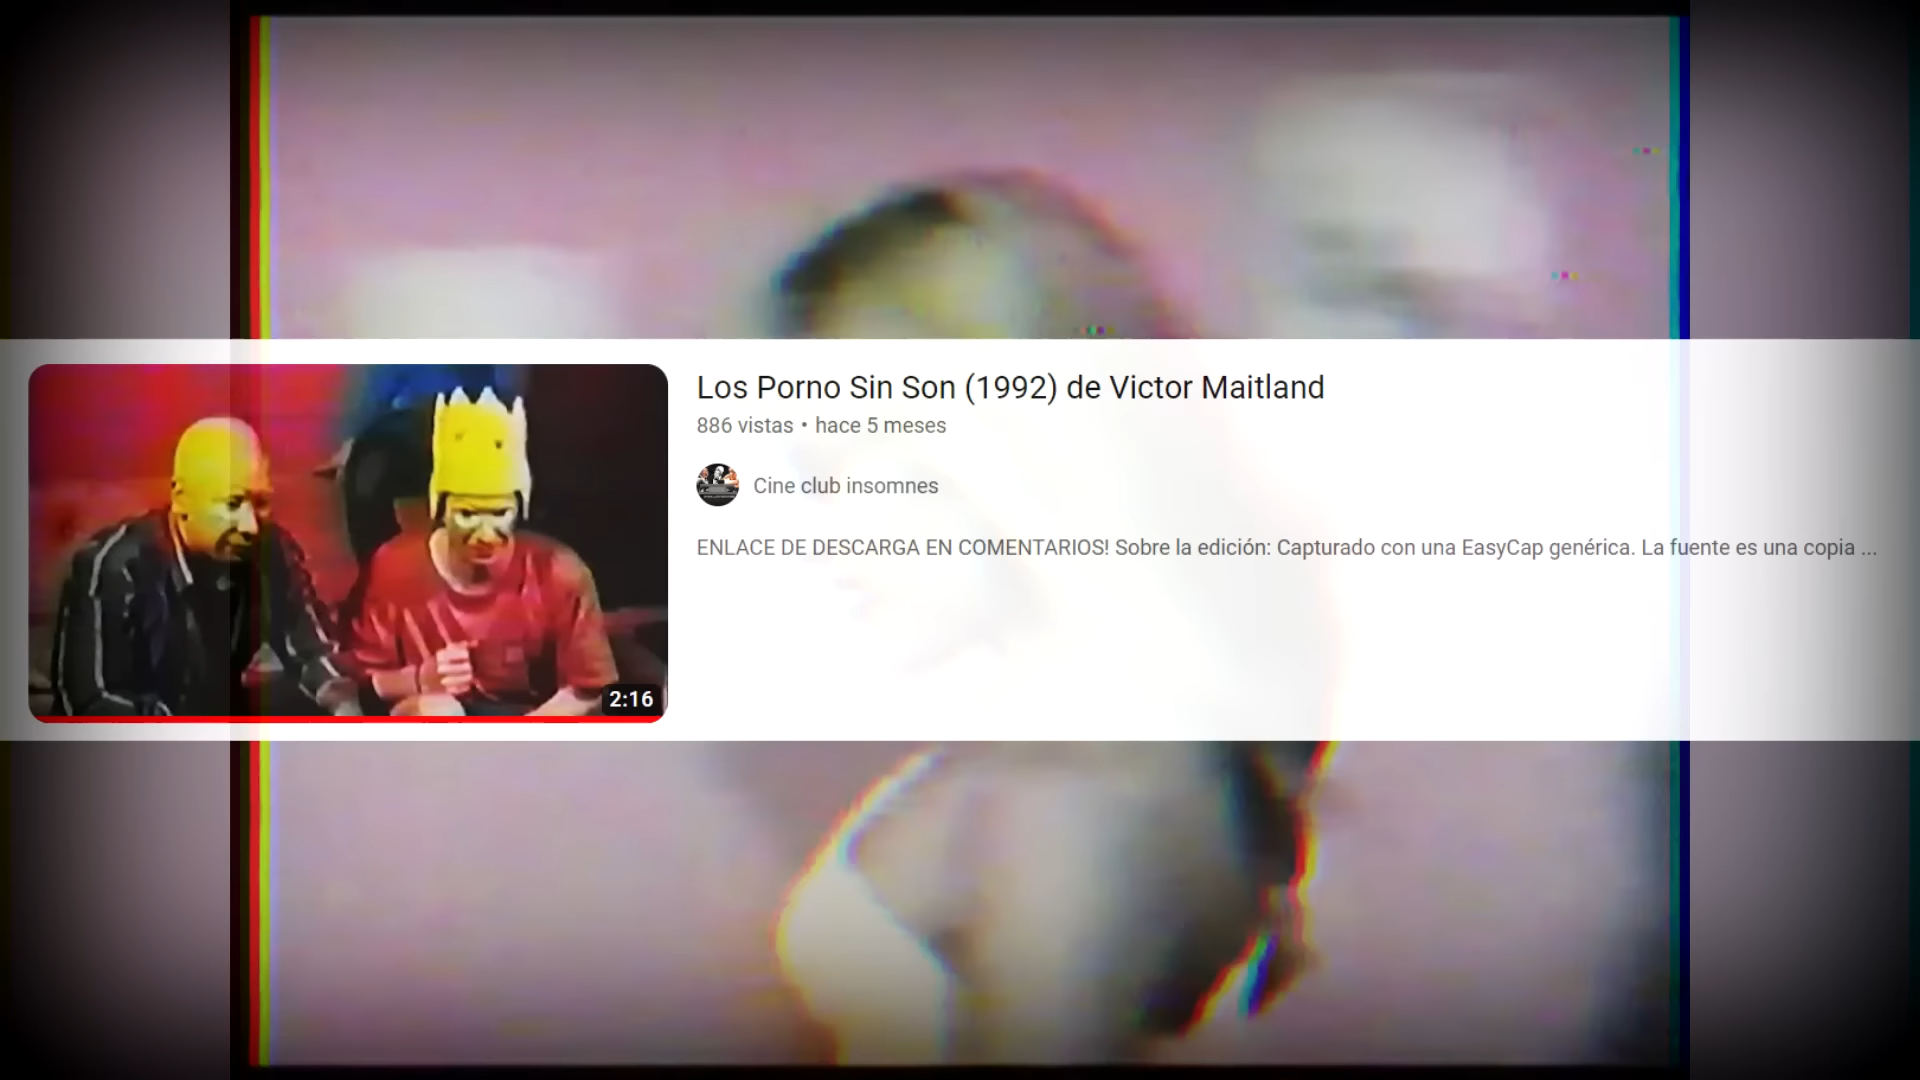 Los Porno Sin Son (1992) de Victor Maitland
886 vistas • hace 5 meses
Cine club insomnes
ENLACE DE DESCARGA EN COMENTARIOS! Sobre la edición: Capturado con una EasyCap genérica. La fuente es una copia ...
2:16